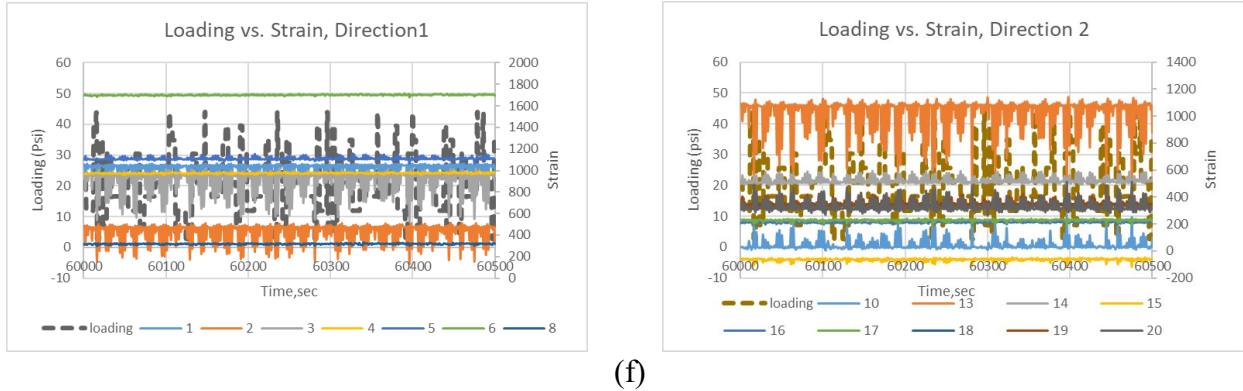 Loading vs. Strain, Direction1
60
50
40
30
20
10
0
-10
Loading (Psi)
2000
1800
1600
1400
1200
1000
800
600
400
200
0
Strain
60000 60100 60200 60300 60400 60500
Time,sec
loading 1 2 3 4 5 6 8
Loading vs. Strain, Direction 2
60
50
40
30
20
10
0
-10
Loading (psi)
1400
1200
1000
800
600
400
200
0
-200
Strain
60000 60100 60200 60300 60400 60500
Time,sec
loading 10 13 14 15
16 17 18 19 20
(f)